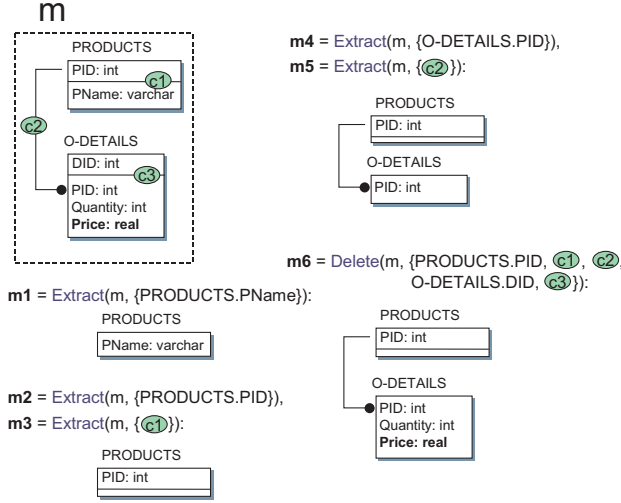 m
PRODUCTS
PID: int
c1
PName: varchar
c2
O-DETAILS
DID: int
c3
PID: int
Quantity: int
Price: real
m1 = Extract(m, {PRODUCTS.PName}):
PRODUCTS
PName: varchar
m2 = Extract(m, {PRODUCTS.PID}),
m3 = Extract(m, {c1}):
PRODUCTS
PID: int
m4 = Extract(m, {O-DETAILS.PID}),
m5 = Extract(m, {c2}):
PRODUCTS
PID: int
O-DETAILS
PID: int
m6 = Delete(m, {PRODUCTS.PID, c1, c2,
O-DETAILS.DID, c3}):
PRODUCTS
PID: int
O-DETAILS
PID: int
Quantity: int
Price: real